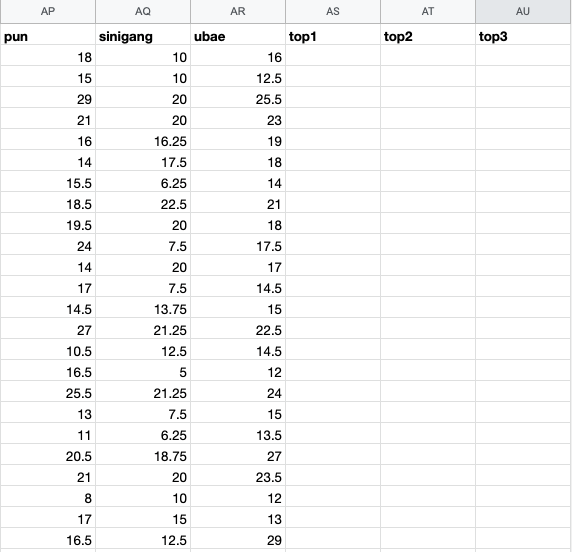 AP AQ AR AS AT AU
pun sinigang ubae top1 top2 top3
18 10 16
15 10 12.5
29 20 25.5
21 20 23
16 16.25 19
14 17.5 18
15.5 6.25 14
18.5 22.5 21
19.5 20 18
24 7.5 17.5
14 20 17
17 7.5 14.5
14.5 13.75 15
27 21.25 22.5
10.5 12.5 14.5
16.5 5 12
25.5 21.25 24
13 7.5 15
11 6.25 13.5
20.5 18.75 27
21 20 23.5
8 10 12
17 15 13
16.5 12.5 29